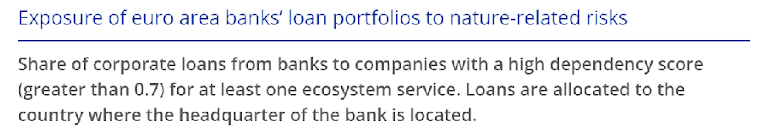 Exposure of euro area banks’ loan portfolios to nature-related risks
Share of corporate loans from banks to companies with a high dependency score
(greater than 0.7) for at least one ecosystem service. Loans are allocated to the
country where the headquarter of the bank is located.